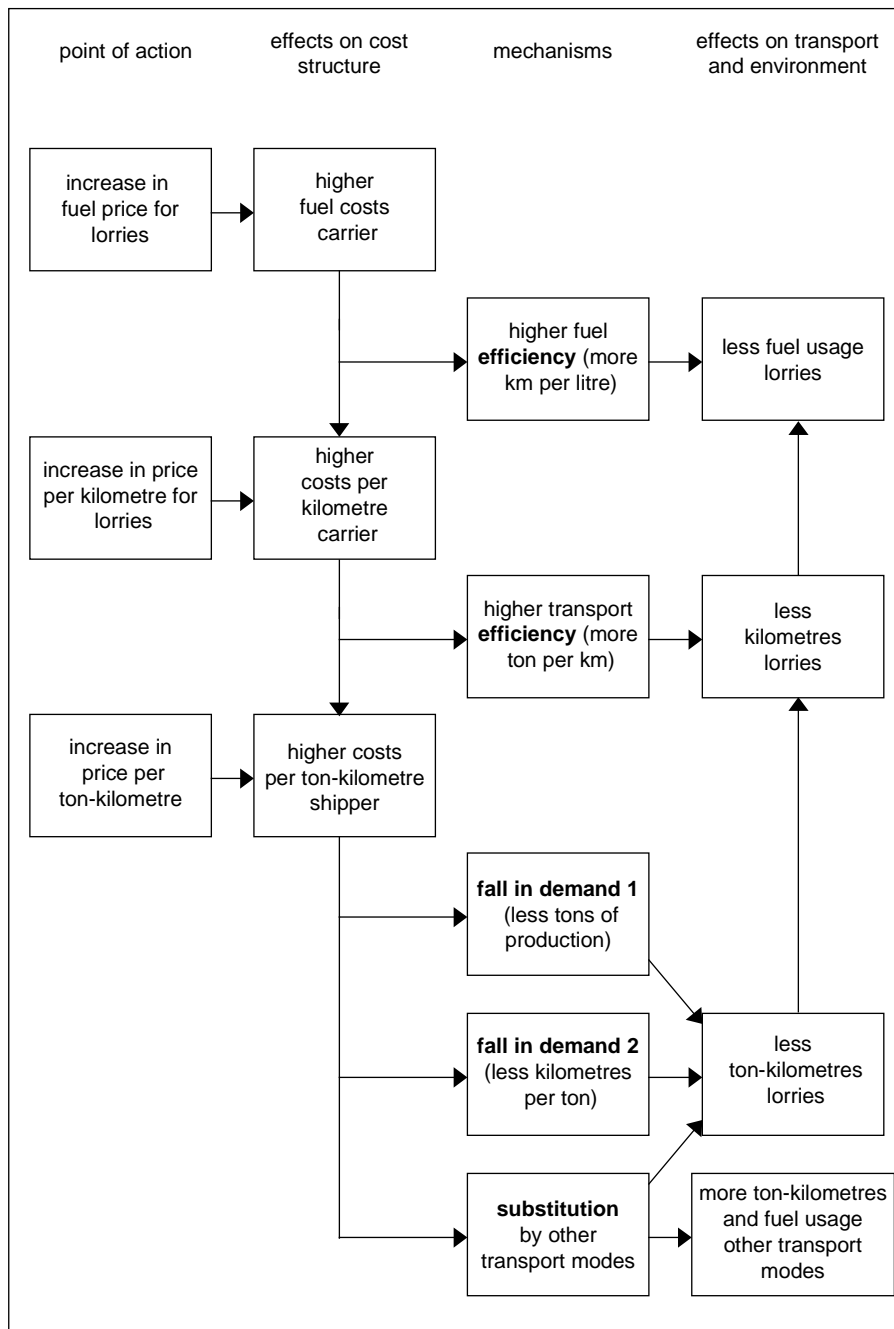 point of action
effects on cost
structure
mechanisms
effects on transport
and environment
increase in
fuel price for
lorries
higher
fuel costs
carrier
higher fuel
efficiency (more
km per litre)
less fuel usage
lorries
increase in price
per kilometre for
lorries
higher
costs per
kilometre
carrier
higher transport
efficiency (more
ton per km)
less
kilometres
lorries
increase in
price per
ton-kilometre
higher costs
per ton-kilometre
shipper
fall in demand 1
(less tons of
production)
fall in demand 2
(less kilometres
per ton)
less
ton-kilometres
lorries
substitution
by other
transport modes
more ton-kilometres
and fuel usage
other transport
modes